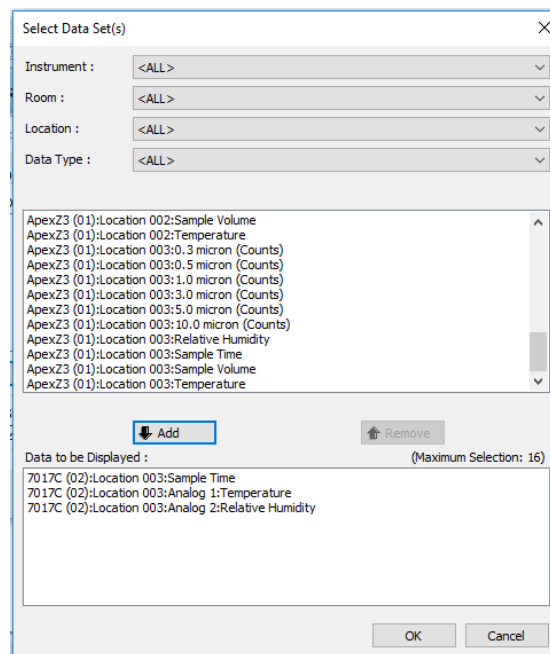 Select Data Set(s)
Instrument : <ALL>
Room : <ALL>
Location : <ALL>
Data Type : <ALL>
ApexZ3 (01):Location 002:Sample Volume
ApexZ3 (01):Location 002:Temperature
ApexZ3 (01):Location 003:0.3 micron (Counts)
ApexZ3 (01):Location 003:0.5 micron (Counts)
ApexZ3 (01):Location 003:1.0 micron (Counts)
ApexZ3 (01):Location 003:3.0 micron (Counts)
ApexZ3 (01):Location 003:5.0 micron (Counts)
ApexZ3 (01):Location 003:10.0 micron (Counts)
ApexZ3 (01):Location 003:Relative Humidity
ApexZ3 (01):Location 003:Sample Time
ApexZ3 (01):Location 003:Sample Volume
ApexZ3 (01):Location 003:Temperature
Add Remove
Data to be Displayed : (Maximum Selection: 16)
7017C (02):Location 003:Sample Time
7017C (02):Location 003:Analog 1:Temperature
7017C (02):Location 003:Analog 2:Relative Humidity
OK Cancel